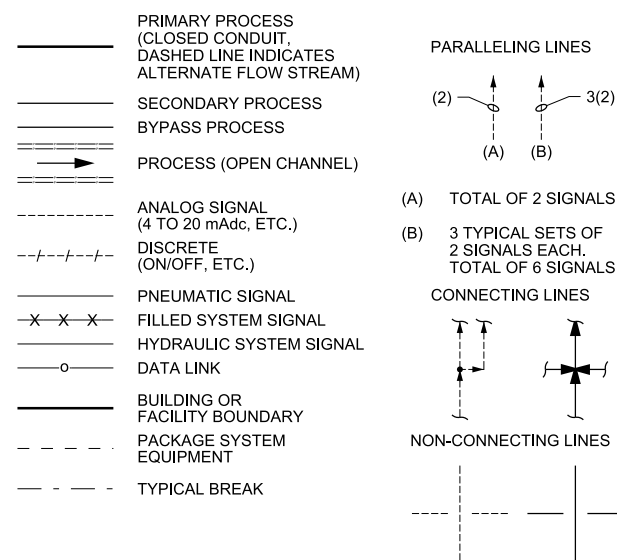 PRIMARY PROCESS
(CLOSED CONDUIT,
DASHED LINE INDICATES
ALTERNATE FLOW STREAM)
SECONDARY PROCESS
BYPASS PROCESS
PROCESS (OPEN CHANNEL)
ANALOG SIGNAL
(4 TO 20 mAdc, ETC.)
DISCRETE
(ON/OFF, ETC.)
PNEUMATIC SIGNAL
X X X
FILLED SYSTEM SIGNAL
HYDRAULIC SYSTEM SIGNAL
DATA LINK
BUILDING OR
FACILITY BOUNDARY
PACKAGE SYSTEM
EQUIPMENT
TYPICAL BREAK
PARALLELING LINES
(2)
3(2)
(A) (B)
(A) TOTAL OF 2 SIGNALS
(B) 3 TYPICAL SETS OF
2 SIGNALS EACH.
TOTAL OF 6 SIGNALS
CONNECTING LINES
NON-CONNECTING LINES